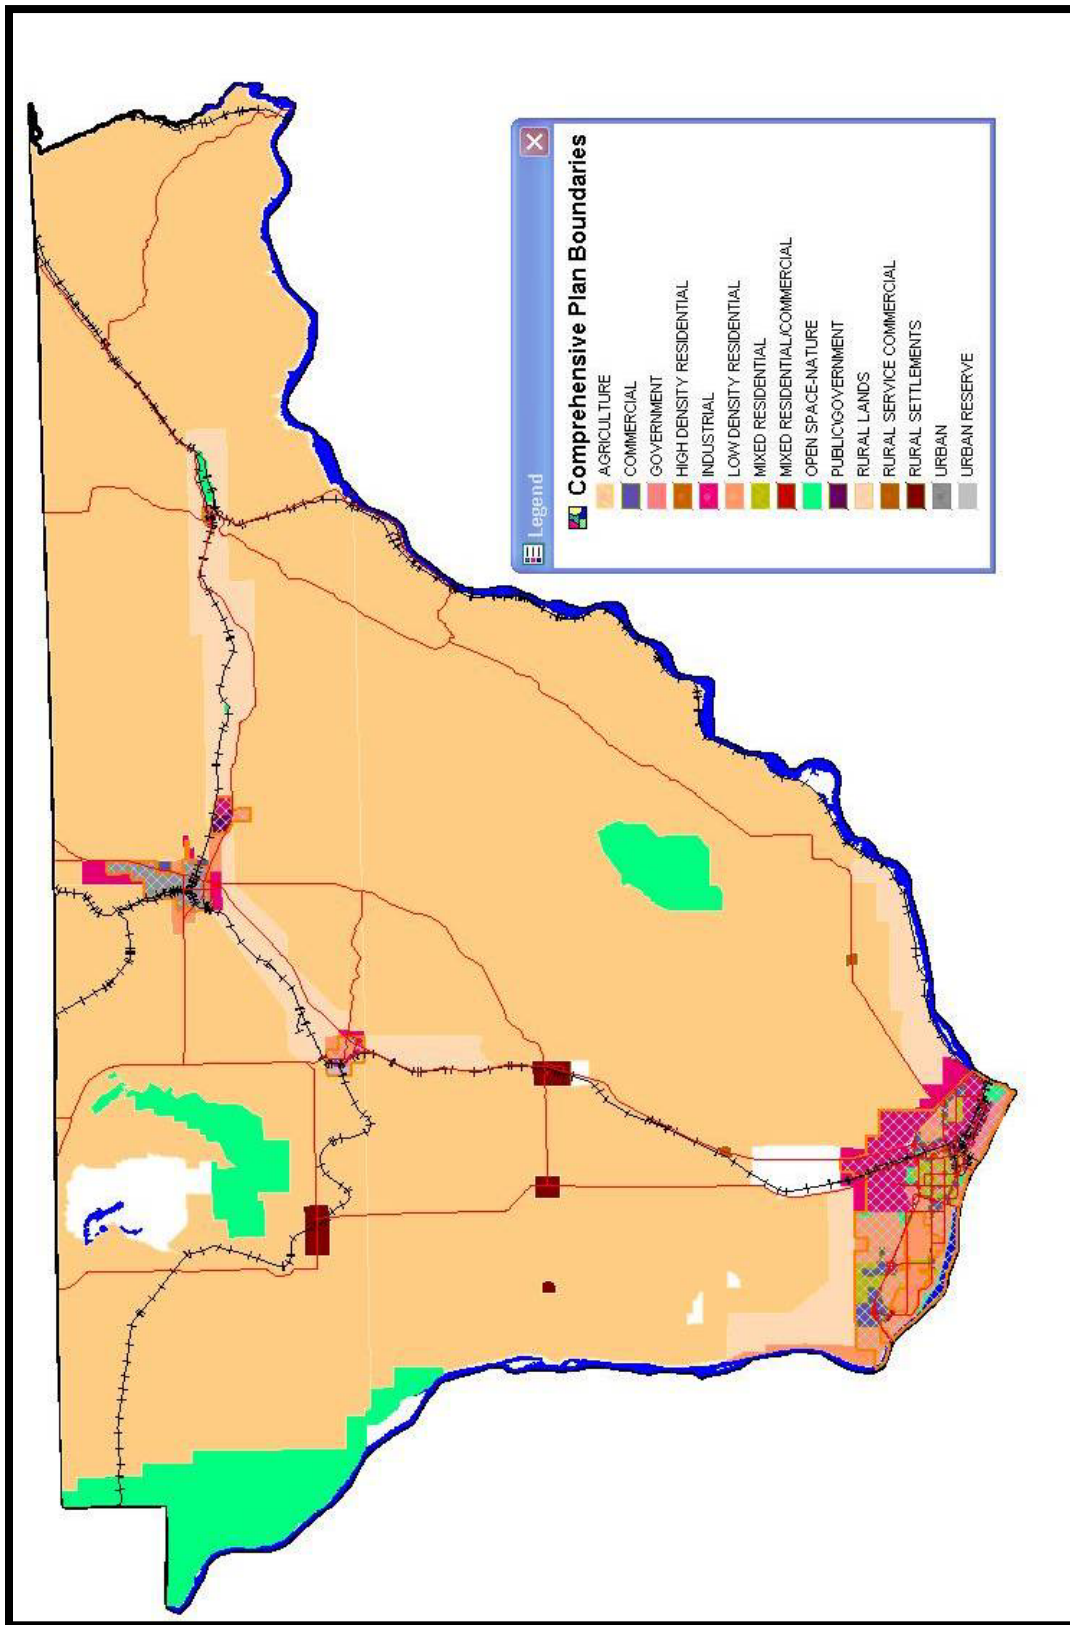 Legend
Comprehensive Plan Boundaries
AGRICULTURE
COMMERCIAL
GOVERNMENT
HIGH DENSITY RESIDENTIAL
INDUSTRIAL
LOW DENSITY RESIDENTIAL
MIXED RESIDENTIAL
MIXED RESIDENTIAL/COMMERCIAL
OPEN SPACE-NATURE
PUBLIC\GOVERNMENT
RURAL LANDS
RURAL SERVICE COMMERCIAL
RURAL SETTLEMENTS
URBAN
URBAN RESERVE